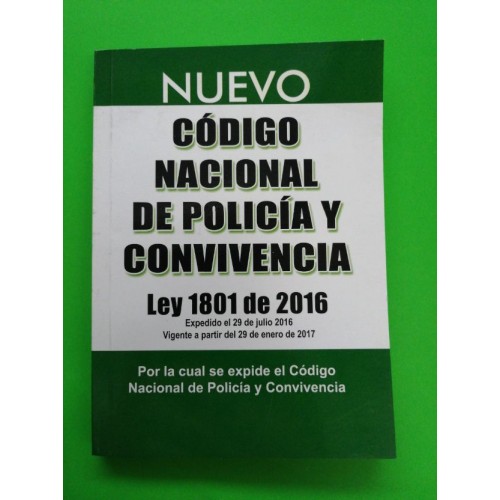 NUEVO
CÓDIGO
NACIONAL
DE POLICÍA Y
CONVIVENCIA
Ley 1801 de 2016
Expedido el 29 de julio 2016
Vigente a partir del 29 de enero de 2017
Por la cual se expide el Código
Nacional de Policia y Convivencia